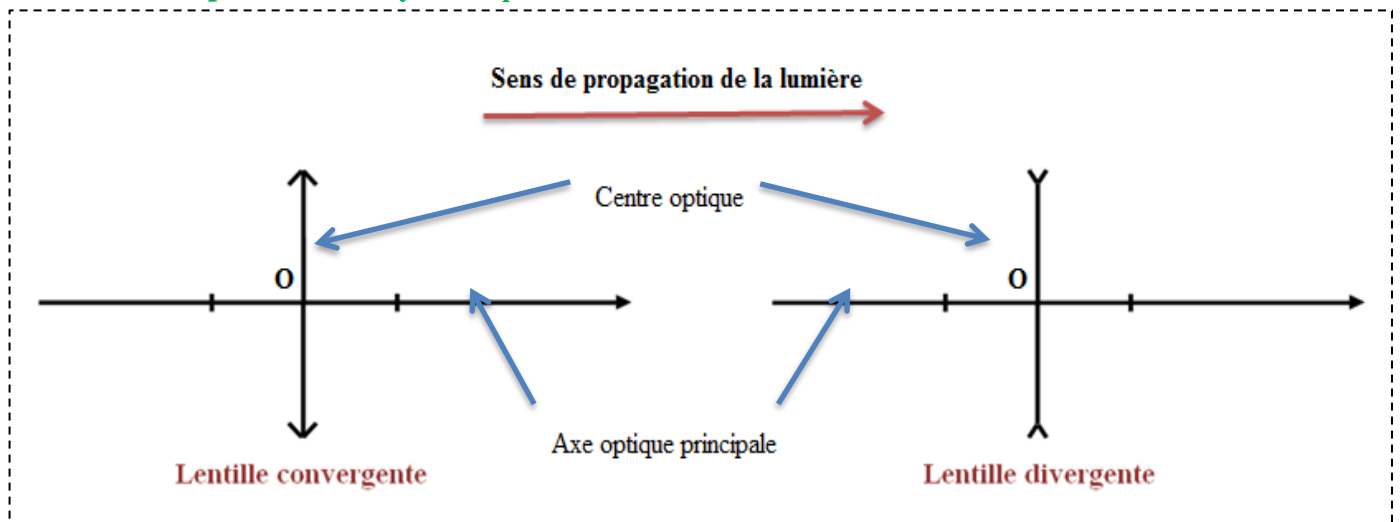 Sens de propagation de la lumière
Centre optique
O
O
Axe optique principale
Lentille convergente
Lentille divergente